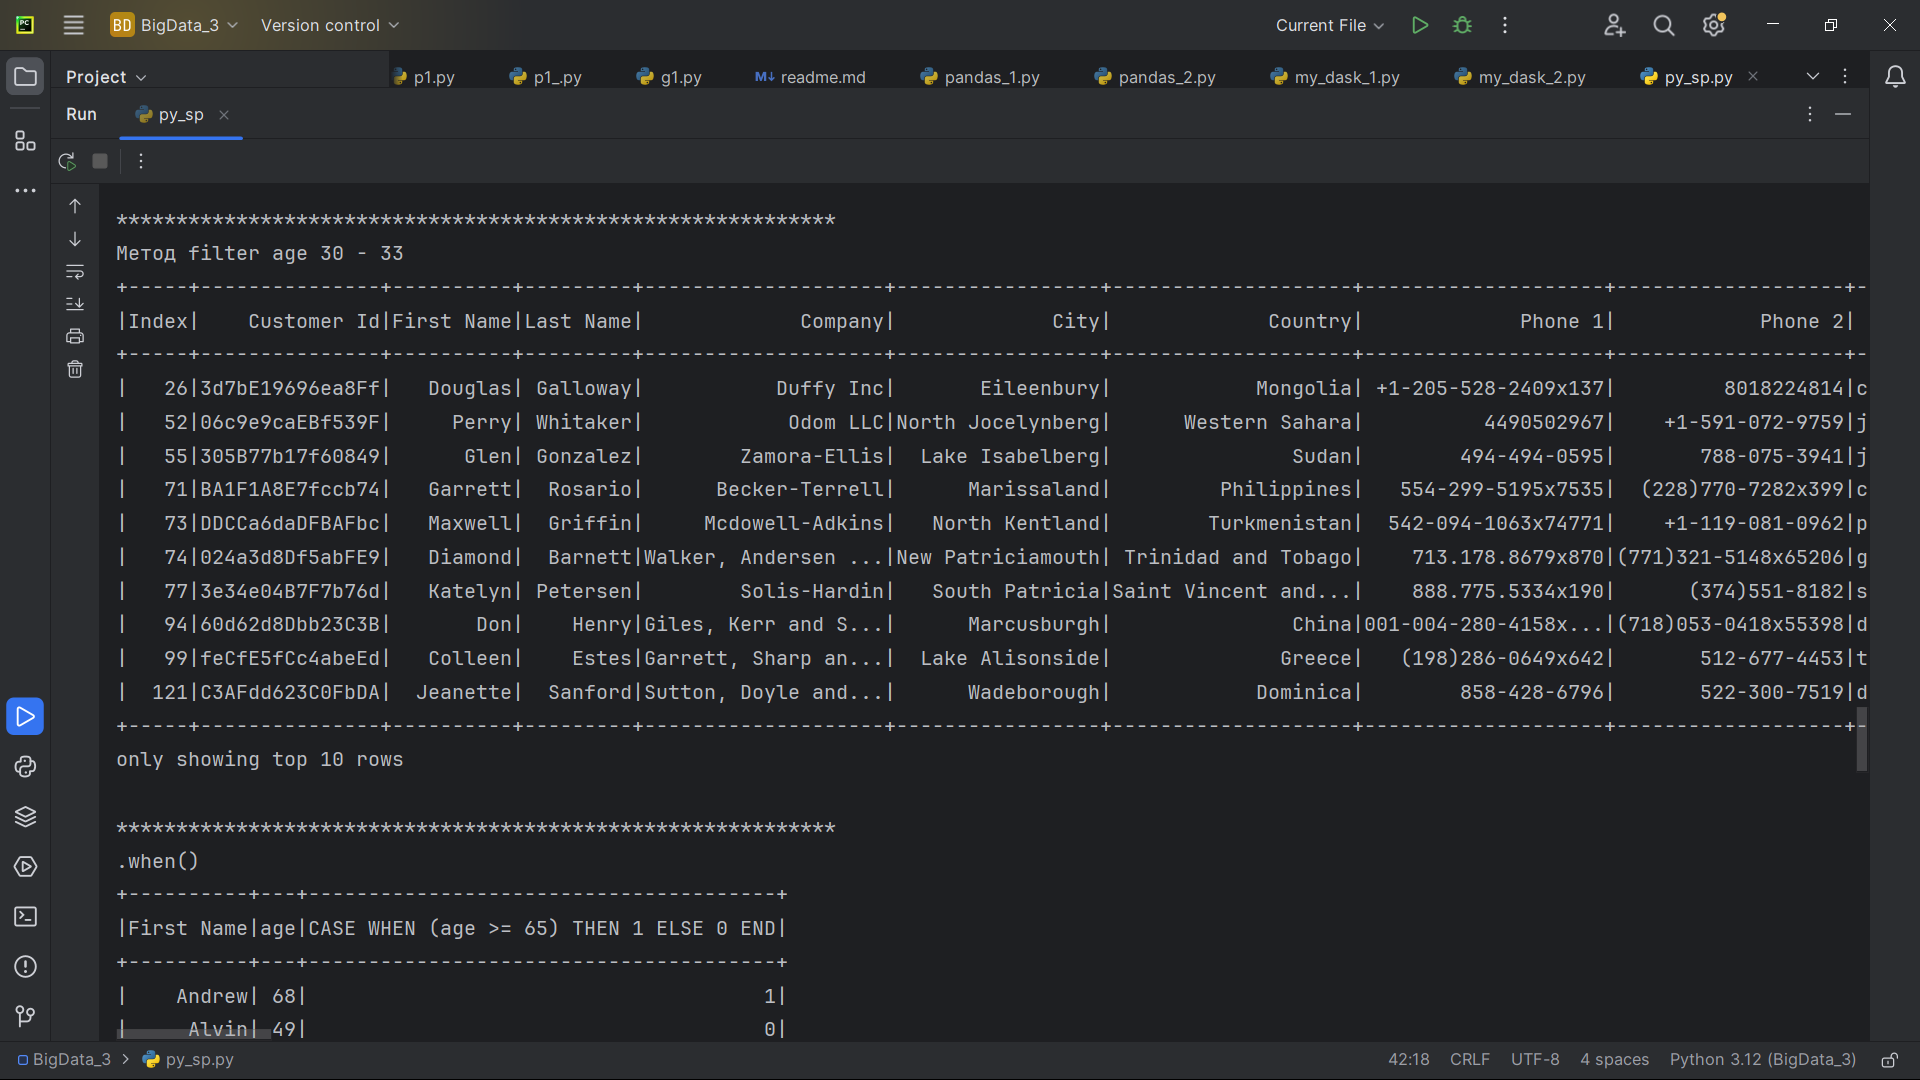 PC BD BigData_3 Version control Current File
Project p1.py p1_.py g1.py M↓ readme.md pandas_1.py pandas_2.py my_dask_1.py my_dask_2.py py_sp.py
Run py_sp
************************************************************
Метод filter age 30 - 33
+-----+---------------+----------+---------+--------------------+-----------------+--------------------+--------------------+-------------------+-
|Index|    Customer Id|First Name|Last Name|             Company|             City|             Country|             Phone 1|            Phone 2|
+-----+---------------+----------+---------+--------------------+-----------------+--------------------+--------------------+-------------------+-
|   26|3d7bE19696ea8Ff|   Douglas| Galloway|           Duffy Inc|       Eileenbury|            Mongolia| +1-205-528-2409x137|         8018224814|c
|   52|06c9e9caEBf539F|     Perry| Whitaker|            Odom LLC|North Jocelynberg|      Western Sahara|          4490502967|    +1-591-072-9759|j
|   55|305B77b17f60849|      Glen| Gonzalez|        Zamora-Ellis|  Lake Isabelberg|               Sudan|        494-494-0595|       788-075-3941|j
|   71|BA1F1A8E7fccb74|   Garrett|  Rosario|      Becker-Terrell|      Marissaland|         Philippines|   554-299-5195x7535|  (228)770-7282x399|c
|   73|DDCCa6daDFBAFbc|   Maxwell|  Griffin|     Mcdowell-Adkins|   North Kentland|        Turkmenistan|  542-094-1063x74771|    +1-119-081-0962|p
|   74|024a3d8Df5abFE9|   Diamond|  Barnett|Walker, Andersen ...|New Patriciamouth| Trinidad and Tobago|    713.178.8679x870|(771)321-5148x65206|g
|   77|3e34e04B7F7b76d|   Katelyn| Petersen|        Solis-Hardin|   South Patricia|Saint Vincent and...|    888.775.5334x190|      (374)551-8182|s
|   94|60d62d8Dbb23C3B|       Don|    Henry|Giles, Kerr and S...|      Marcusburgh|               China|001-004-280-4158x...|(718)053-0418x55398|d
|   99|feCfE5fCc4abeEd|   Colleen|    Estes|Garrett, Sharp an...|  Lake Alisonside|              Greece|   (198)286-0649x642|       512-677-4453|t
|  121|C3AFdd623C0FbDA|  Jeanette|  Sanford|Sutton, Doyle and...|      Wadeborough|            Dominica|        858-428-6796|       522-300-7519|d
+-----+---------------+----------+---------+--------------------+-----------------+--------------------+--------------------+-------------------+-
only showing top 10 rows
************************************************************
.when()
+----------+---+---------------------------------------+
|First Name|age|CASE WHEN (age >= 65) THEN 1 ELSE 0 END|
+----------+---+---------------------------------------+
|    Andrew| 68|                                      1|
|     Alvin| 49|                                      0|
BigData_3 > py_sp.py 42:18 CRLF UTF-8 4 spaces Python 3.12 (BigData_3)